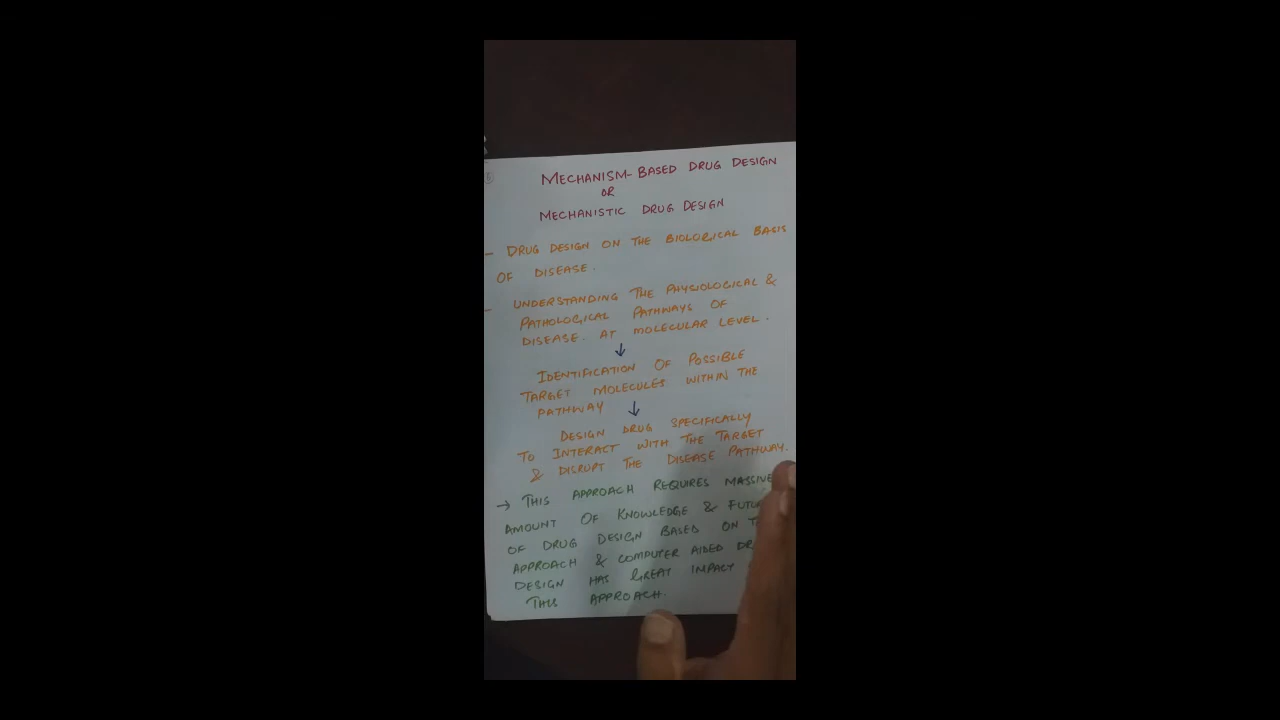 MECHANISM-BASED DRUG DESIGN
OR
MECHANISTIC DRUG DESIGN
- DRUG DESIGN ON THE BIOLOGICAL BASIS
OF DISEASE.
- UNDERSTANDING THE PHYSIOLOGICAL &
PATHOLOGICAL PATHWAYS OF
DISEASE. AT MOLECULAR LEVEL.
↓
IDENTIFICATION OF POSSIBLE
TARGET MOLECULES WITHIN THE
PATHWAY
↓
DESIGN DRUG SPECIFICALLY
TO INTERACT WITH THE TARGET
& DISRUPT THE DISEASE PATHWAY.
→ THIS APPROACH REQUIRES MASSIVE
AMOUNT OF KNOWLEDGE &
OF DRUG DESIGN BASED ON
APPROACH & COMPUTER AIDED
DESIGN HAS GREAT IMPACT
THIS APPROACH.